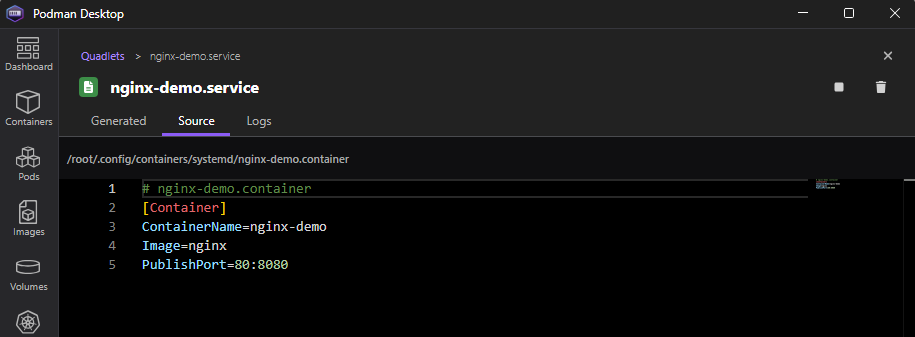 Podman Desktop
Quadlets > nginx-demo.service
nginx-demo.service
Generated Source Logs
/root/.config/containers/systemd/nginx-demo.container
1 # nginx-demo.container
2 [Container]
3 ContainerName=nginx-demo
4 Image=nginx
5 PublishPort=80:8080
Dashboard
Containers
Pods
Images
Volumes